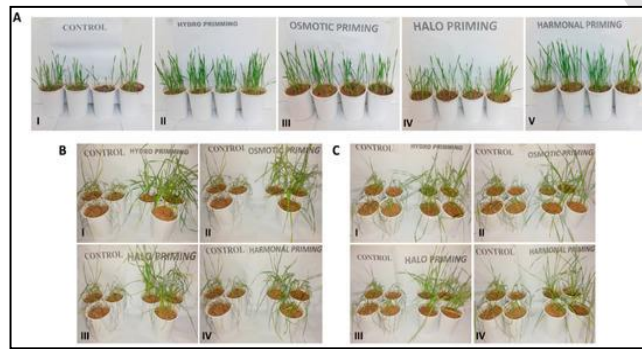 A
CONTROL
HYDRO PRIMMING
OSMOTIC PRIMING
HALO PRIMING
HARMONAL PRIMING
I
II
III
IV
V
B
CONTROL
HYDRO PRIMING
CONTROL
OSMOTIC PRIMING
I
II
CONTROL
HALO PRIMING
CONTROL
HARMONAL PRIMING
III
IV
C
CONTROL
HYDRO PRIMING
CONTROL
OSMOTIC PRIMING
I
II
CONTROL
HALO PRIMING
CONTROL
HARMONAL PRIMING
III
IV